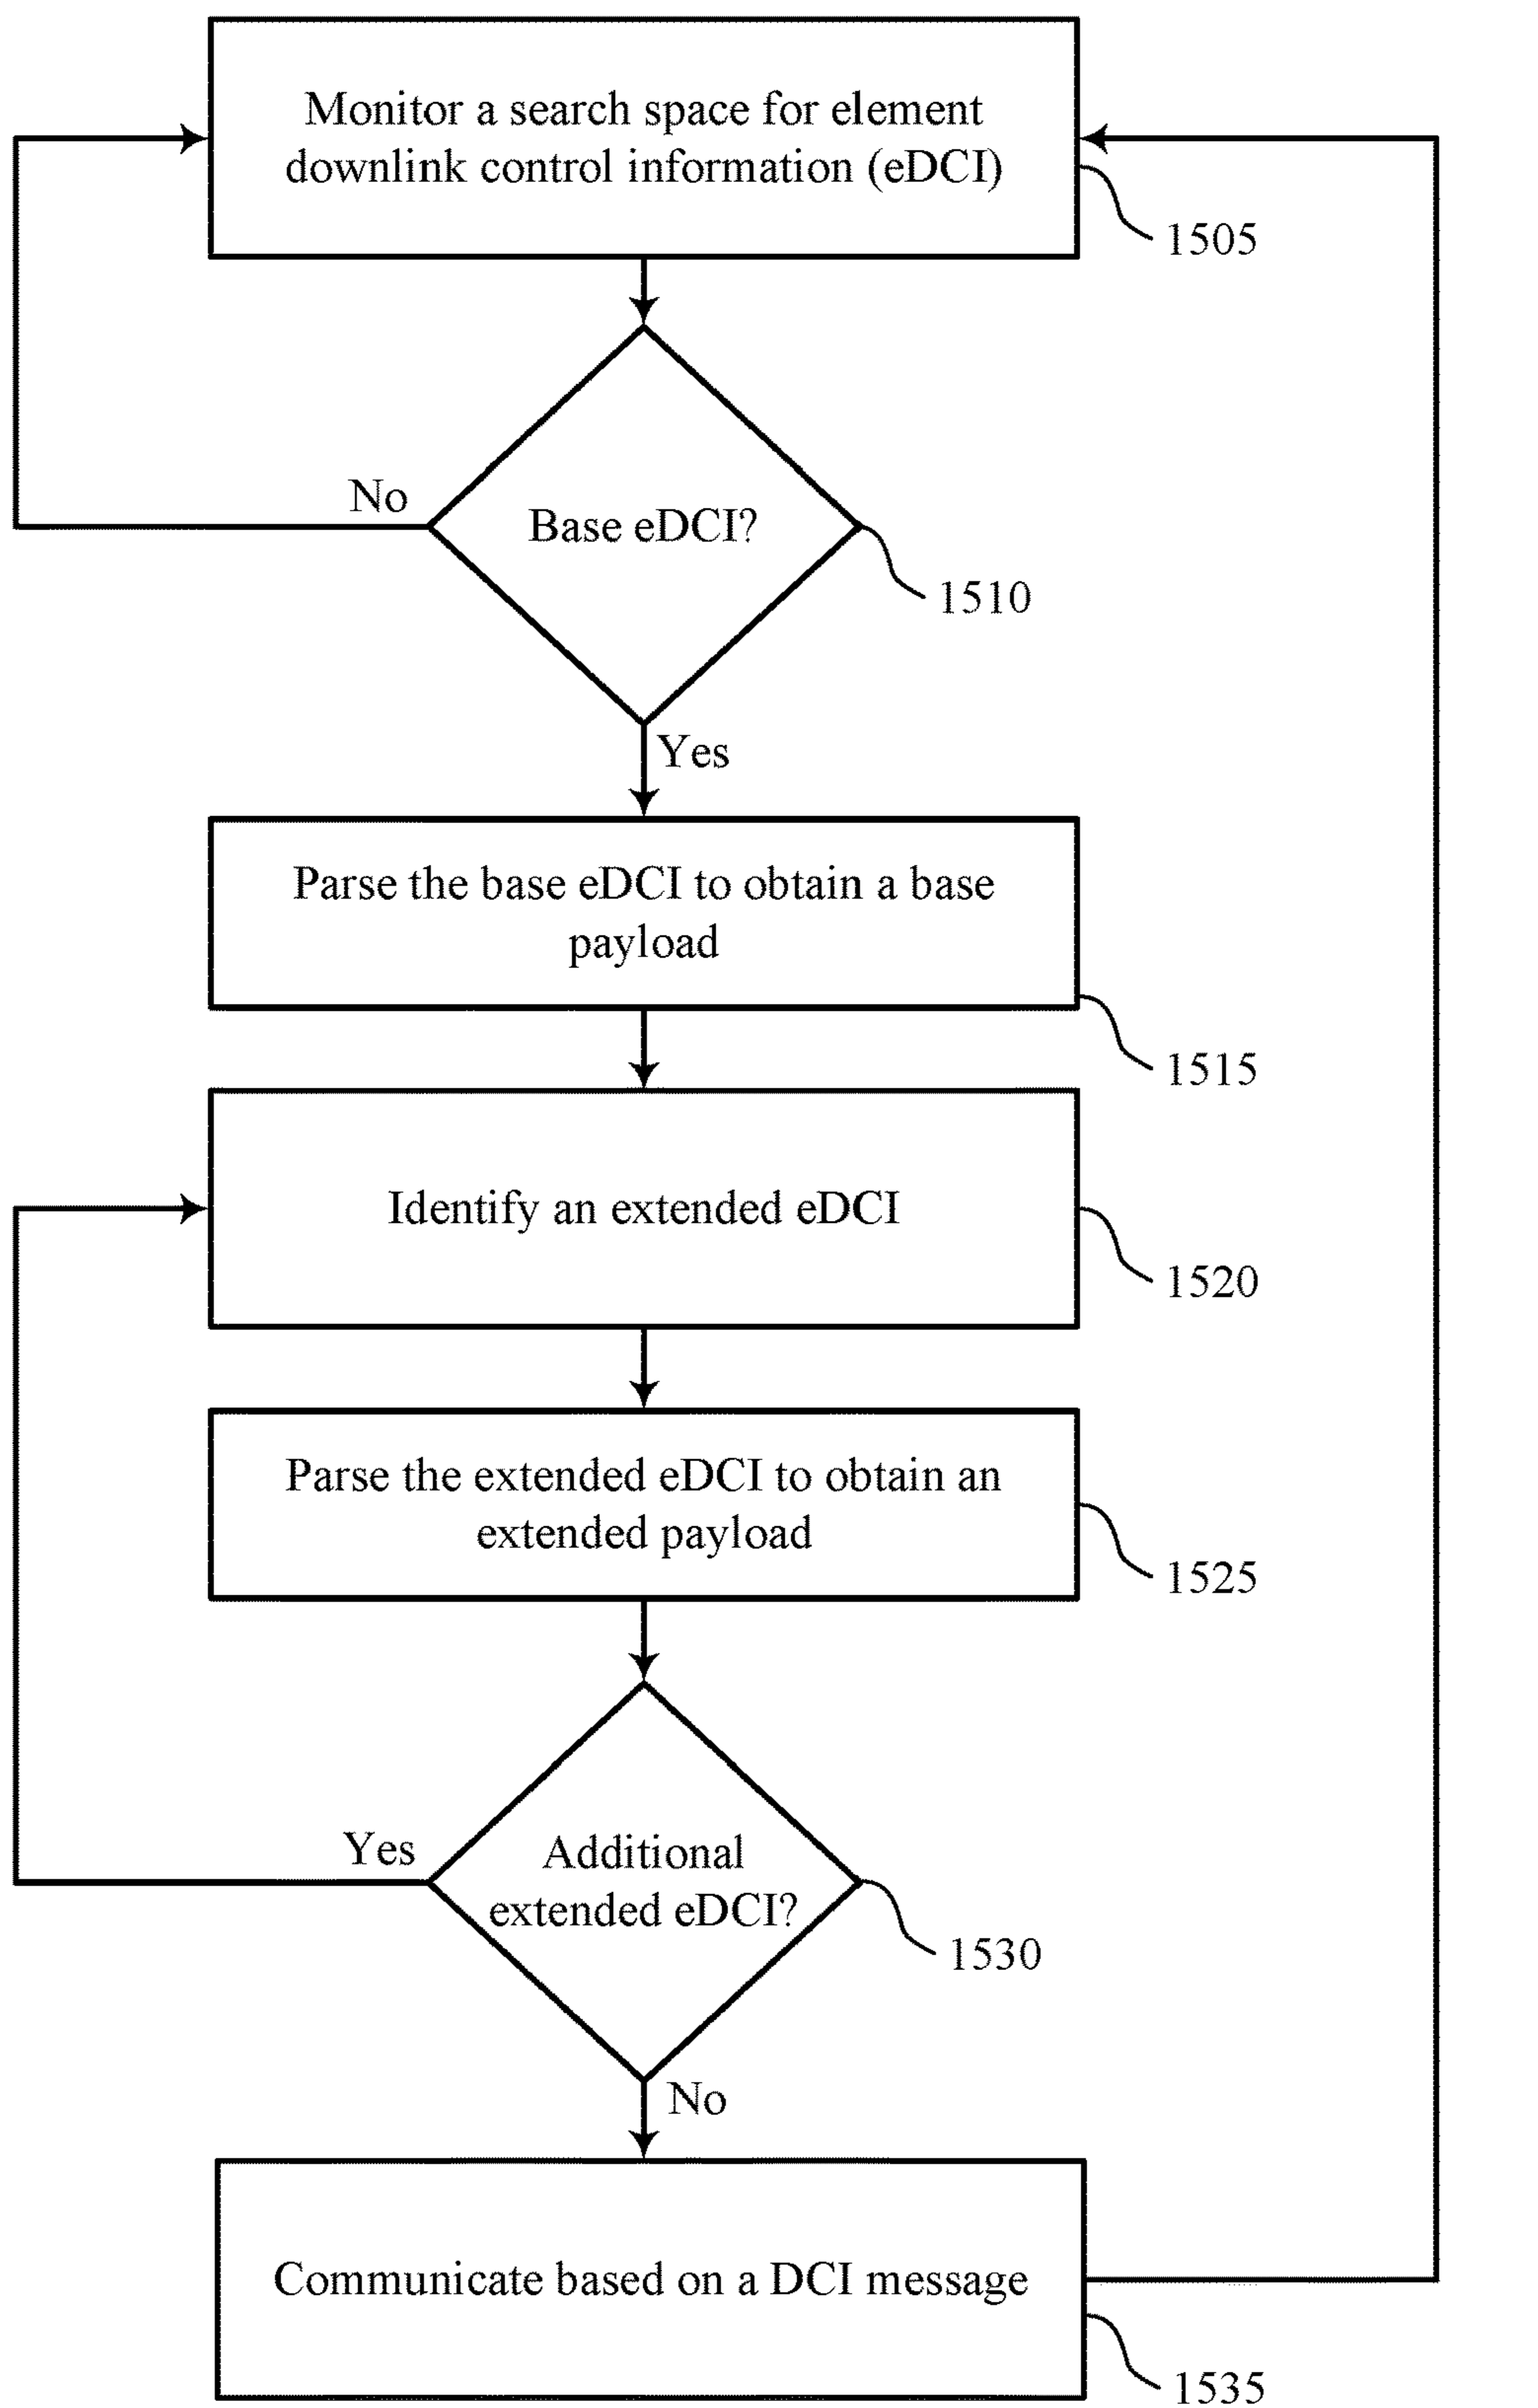 Monitor a search space for element
downlink control information (eDCI)
1505
No
Base eDCI?
1510
Yes
Parse the base eDCI to obtain a base
payload
1515
Identify an extended eDCI
1520
Parse the extended eDCI to obtain an
extended payload
1525
Yes
Additional
extended eDCI?
1530
No
Communicate based on a DCI message
1535